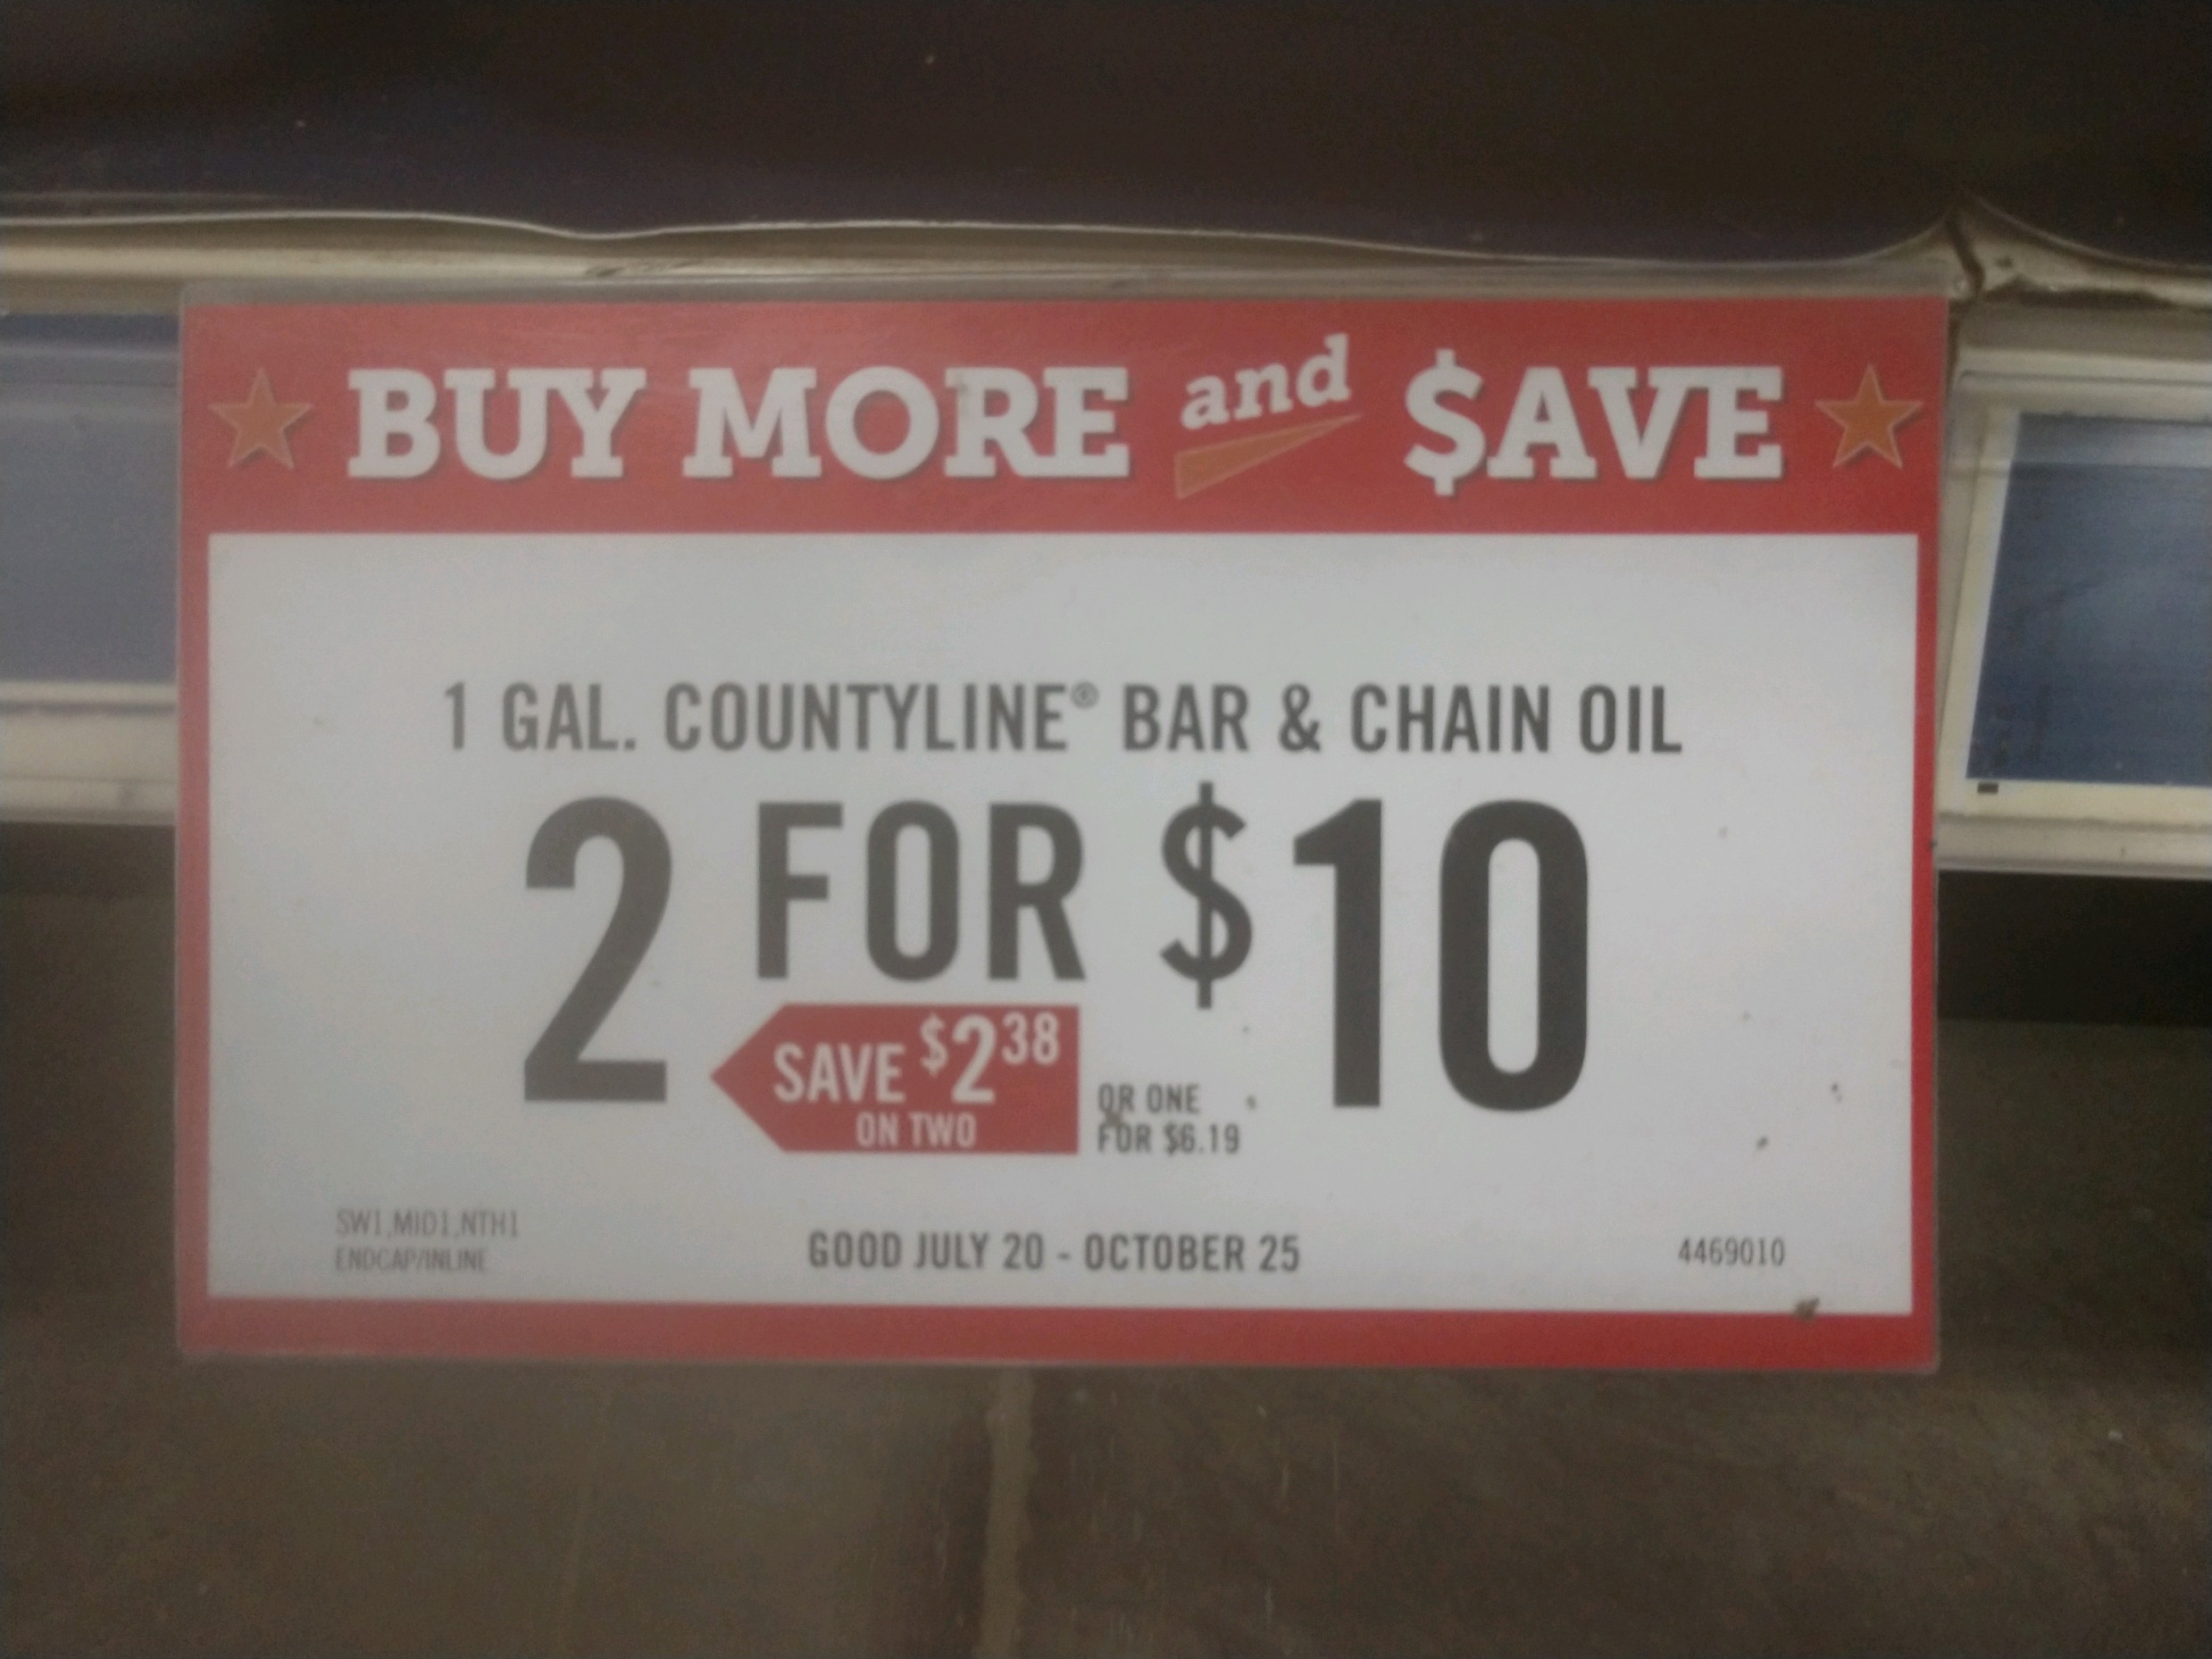 BUY MORE and $AVE
1 GAL. COUNTYLINE® BAR & CHAIN OIL
2 FOR $10
SAVE $2.38
ON TWO
OR ONE
FOR $6.19
SW1,MID1,NTH1
ENDCAP/INLINE
GOOD JULY 20 - OCTOBER 25
4469010